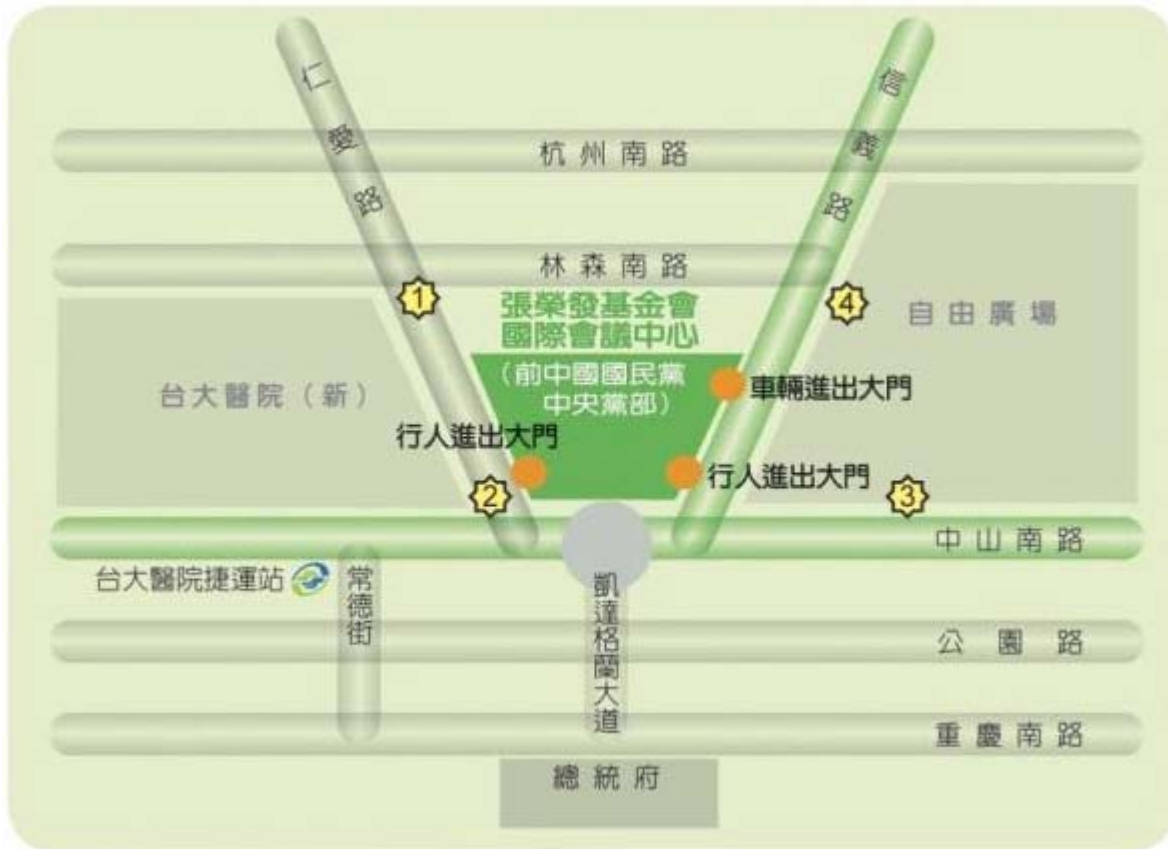 仁愛路
信義路
杭州南路
林森南路
1
張榮發基金會
國際會議中心
4
自由廣場
(前中國國民黨
中央黨部)
車輛進出大門
台大醫院(新)
行人進出大門
行人進出大門
2
3
中山南路
台大醫院捷運站
常德街
凱達格蘭大道
公園路
重慶南路
總統府